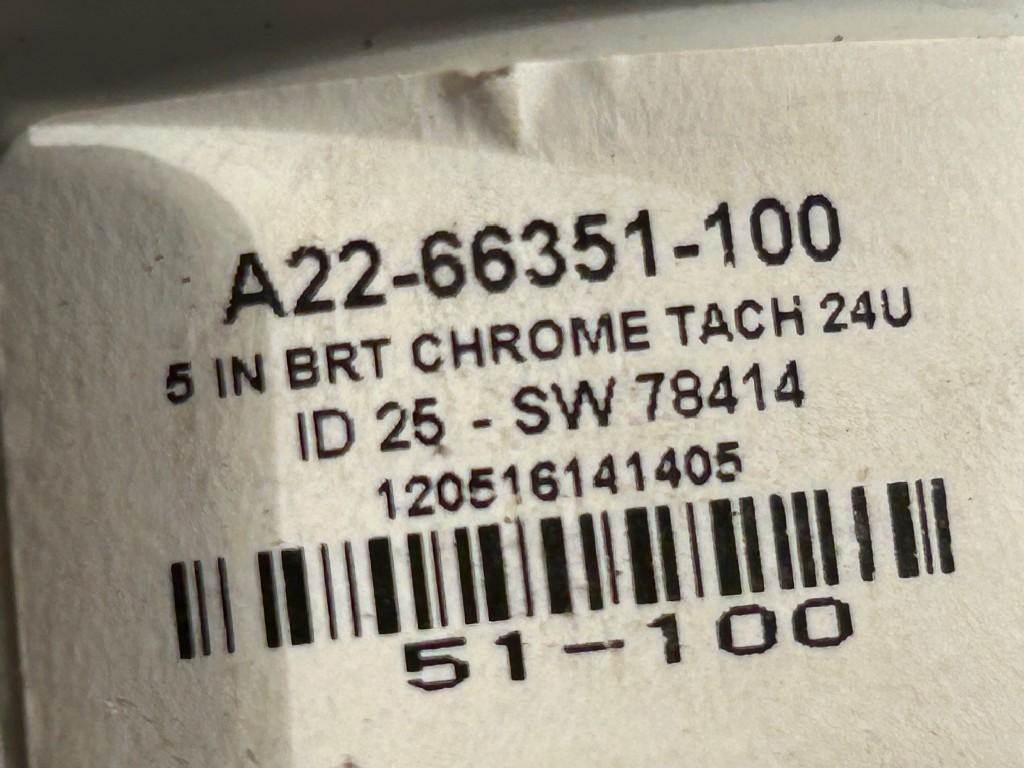 A22-66351-100
5 IN BRT CHROME TACH 24U
ID 25 - SW 78414
120516141405
51-100